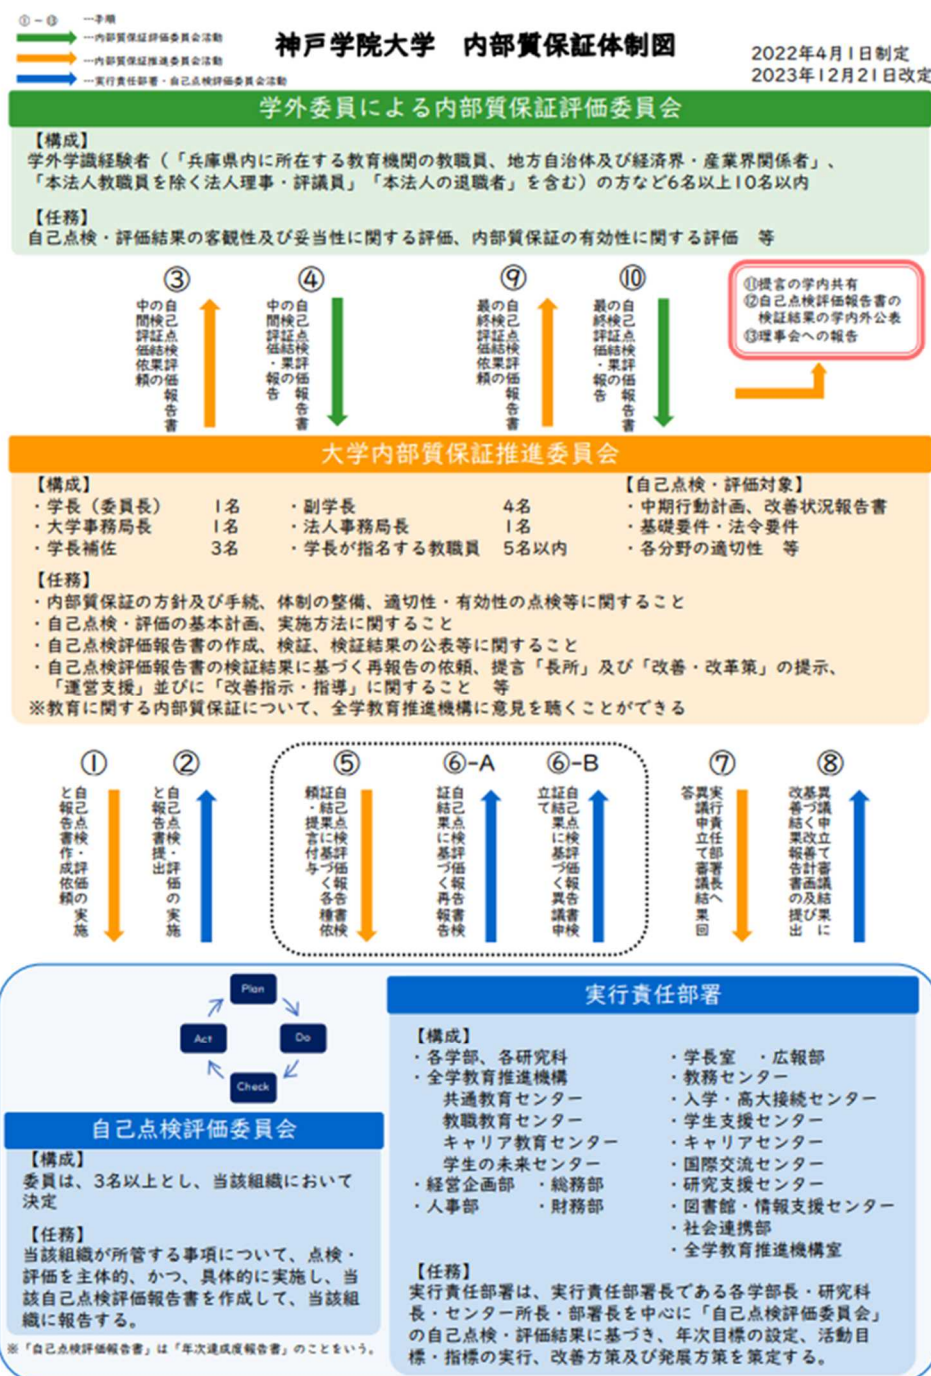 ①-⑬ …手順
…内部質保証評価委員会活動
…内部質保証推進委員会活動
…実行責任部署・自己点検評価委員会活動
神戸学院大学 内部質保証体制図
2022年4月1日制定
2023年12月21日改定
学外委員による内部質保証評価委員会
【構成】
学外学識経験者(「兵庫県内に所在する教育機関の教職員、地方自治体及び経済界・産業界関係者」、
「本法人教職員を除く法人理事・評議員」「本法人の退職者」を含む)の方など6名以上10名以内
【任務】
自己点検・評価結果の客観性及び妥当性に関する評価、内部質保証の有効性に関する評価 等
③
自己点検評価報告書
の検証結果の
中間評価依頼
④
自己点検評価報告書
の検証結果の
中間評価・報告
⑨
自己点検評価報告書
の検証結果の
最終評価依頼
⑩
自己点検評価報告書
の検証結果の
最終評価・報告
⑪提言の学内共有
⑫自己点検評価報告書の
検証結果の学内外公表
⑬理事会への報告
大学内部質保証推進委員会
【構成】
・学長(委員長) 1名 ・副学長 4名
・大学事務局長 1名 ・法人事務局長 1名
・学長補佐 3名 ・学長が指名する教職員 5名以内
【自己点検・評価対象】
・中期行動計画、改善状況報告書
・基礎要件・法令要件
・各分野の適切性 等
【任務】
・内部質保証の方針及び手続、体制の整備、適切性・有効性の点検等に関すること
・自己点検・評価の基本計画、実施方法に関すること
・自己点検評価報告書の作成、検証、検証結果の公表等に関すること
・自己点検評価報告書の検証結果に基づく再報告の依頼、提言「長所」及び「改善・改革策」の提示、
「運営支援」並びに「改善指示・指導」に関すること 等
※教育に関する内部質保証について、全学教育推進機構に意見を聴くことができる
①
自己点検・評価の実施
と報告書作成依頼
②
自己点検・評価の実施
と報告書提出
⑤
自己点検評価報告書検
証結果に基づく各種依
頼・提言付与
⑥-A
自己点検評価報告書検
証結果に基づく再報告
⑥-B
自己点検評価報告書検
証結果に基づく異議申
立て
⑦
実行責任部署長へ
異議申立て審議結果回
答
⑧
異議申立て審議結果に
基づく改善計画及び
改善結果報告書の提出
Plan
Do
Check
Act
自己点検評価委員会
【構成】
委員は、3名以上とし、当該組織において
決定
【任務】
当該組織が所管する事項について、点検・
評価を主体的、かつ、具体的に実施し、当
該自己点検評価報告書を作成して、当該組
織に報告する。
※「自己点検評価報告書」は「年次達成度報告書」のことをいう。
実行責任部署
【構成】
・各学部、各研究科
・全学教育推進機構
共通教育センター
教職教育センター
キャリア教育センター
学生の未来センター
・経営企画部 ・総務部
・人事部 ・財務部
・学長室 ・広報部
・教務センター
・入学・高大接続センター
・学生支援センター
・キャリアセンター
・国際交流センター
・研究支援センター
・図書館・情報支援センター
・社会連携部
・全学教育推進機構室
【任務】
実行責任部署は、実行責任部署長である各学部長・研究科
長・センター所長・部署長を中心に「自己点検評価委員会」
の自己点検・評価結果に基づき、年次目標の設定、活動目
標・指標の実行、改善方策及び発展方策を策定する。